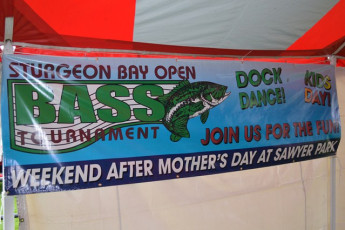 STURGEON BAY OPEN
BASS
TOURNAMENT
DOCK
DANCE!
KIDS
DAY!
JOIN US FOR THE FUN!
WEEKEND AFTER MOTHER'S DAY AT SAWYER PARK!